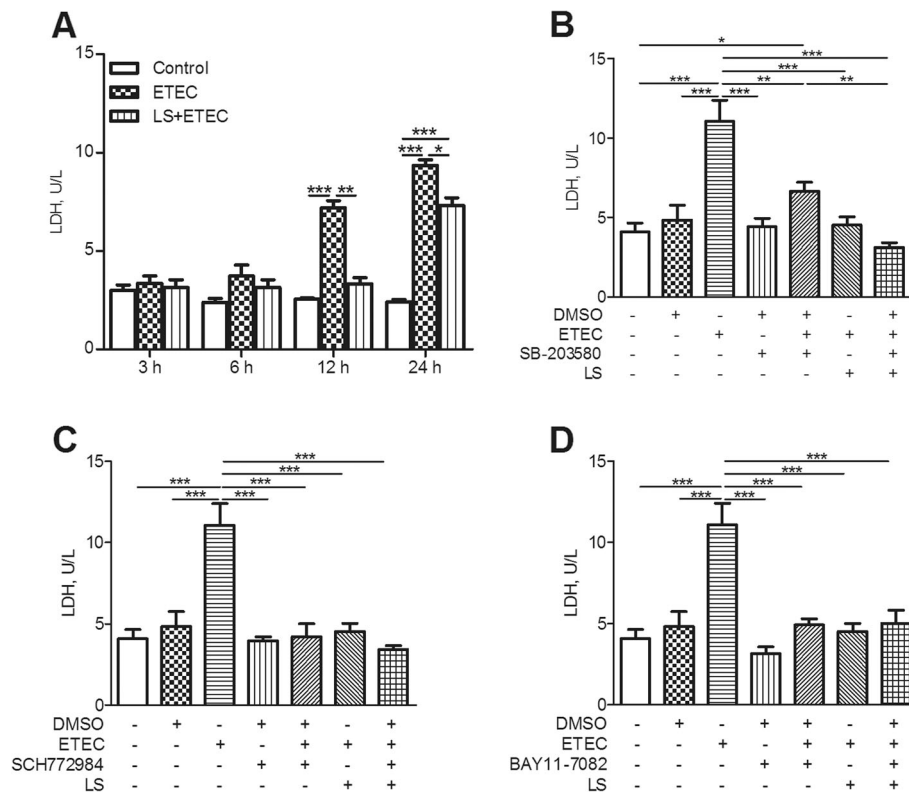 A
15
10
5
0
LDH, U/L
Control
ETEC
LS+ETEC
***
**
***
***
*
3 h
6 h
12 h
24 h
B
15
10
5
0
LDH, U/L
*
***
***
***
**
**
***
***
DMSO - + - + + - +
ETEC - - + - + + +
SB-203580 - - - + + - +
LS - - - - - + +
C
15
10
5
0
LDH, U/L
***
***
***
***
***
***
DMSO - + - + + - +
ETEC - - + - + + +
SCH772984 - - - + + - +
LS - - - - - + +
D
15
10
5
0
LDH, U/L
***
***
***
***
***
***
DMSO - + - + + - +
ETEC - - + - + + +
BAY11-7082 - - - + + - +
LS - - - - - + +